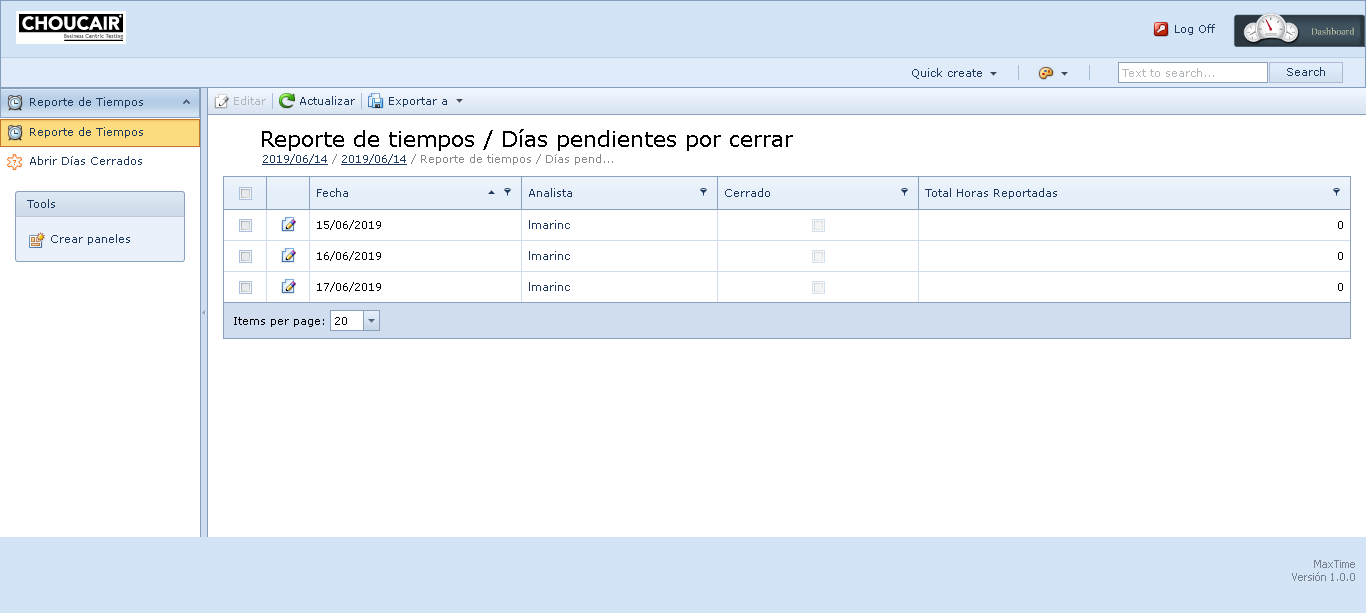 CHOUCAIR
Business Centric Testing
Log Off
Dashboard
Quick create
Text to search...
Search
Reporte de Tiempos
Reporte de Tiempos
Abrir Días Cerrados
Tools
Crear paneles
Editar
Actualizar
Exportar a
Reporte de tiempos / Días pendientes por cerrar
2019/06/14 / 2019/06/14 / Reporte de tiempos / Días pend...
Fecha Analista Cerrado Total Horas Reportadas
15/06/2019 lmarinc 0
16/06/2019 lmarinc 0
17/06/2019 lmarinc 0
Items per page: 20
MaxTime
Versión 1.0.0